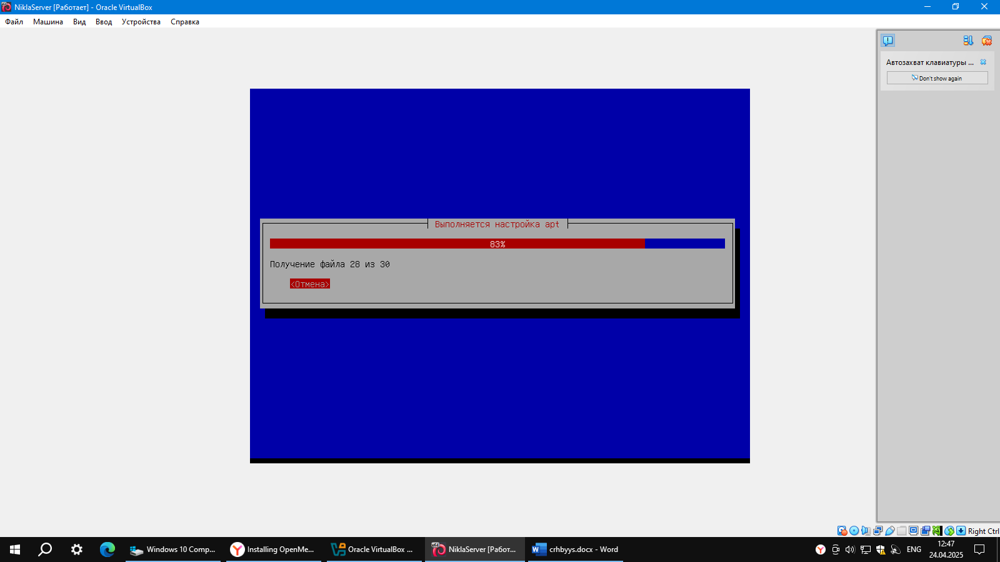 NiklaServer [Работает] - Oracle VirtualBox
Файл Машина Вид Ввод Устройства Справка
Автозахват клавиатуры ...
Don't show again
Выполняется настройка apt
83%
Получение файла 28 из 30
<Отмена>
Right Ctrl
Windows 10 Comp...
Installing OpenMe...
Oracle VirtualBox ...
NiklaServer [Работ...
crhbyys.docx - Word
ENG
12:47
24.04.2025